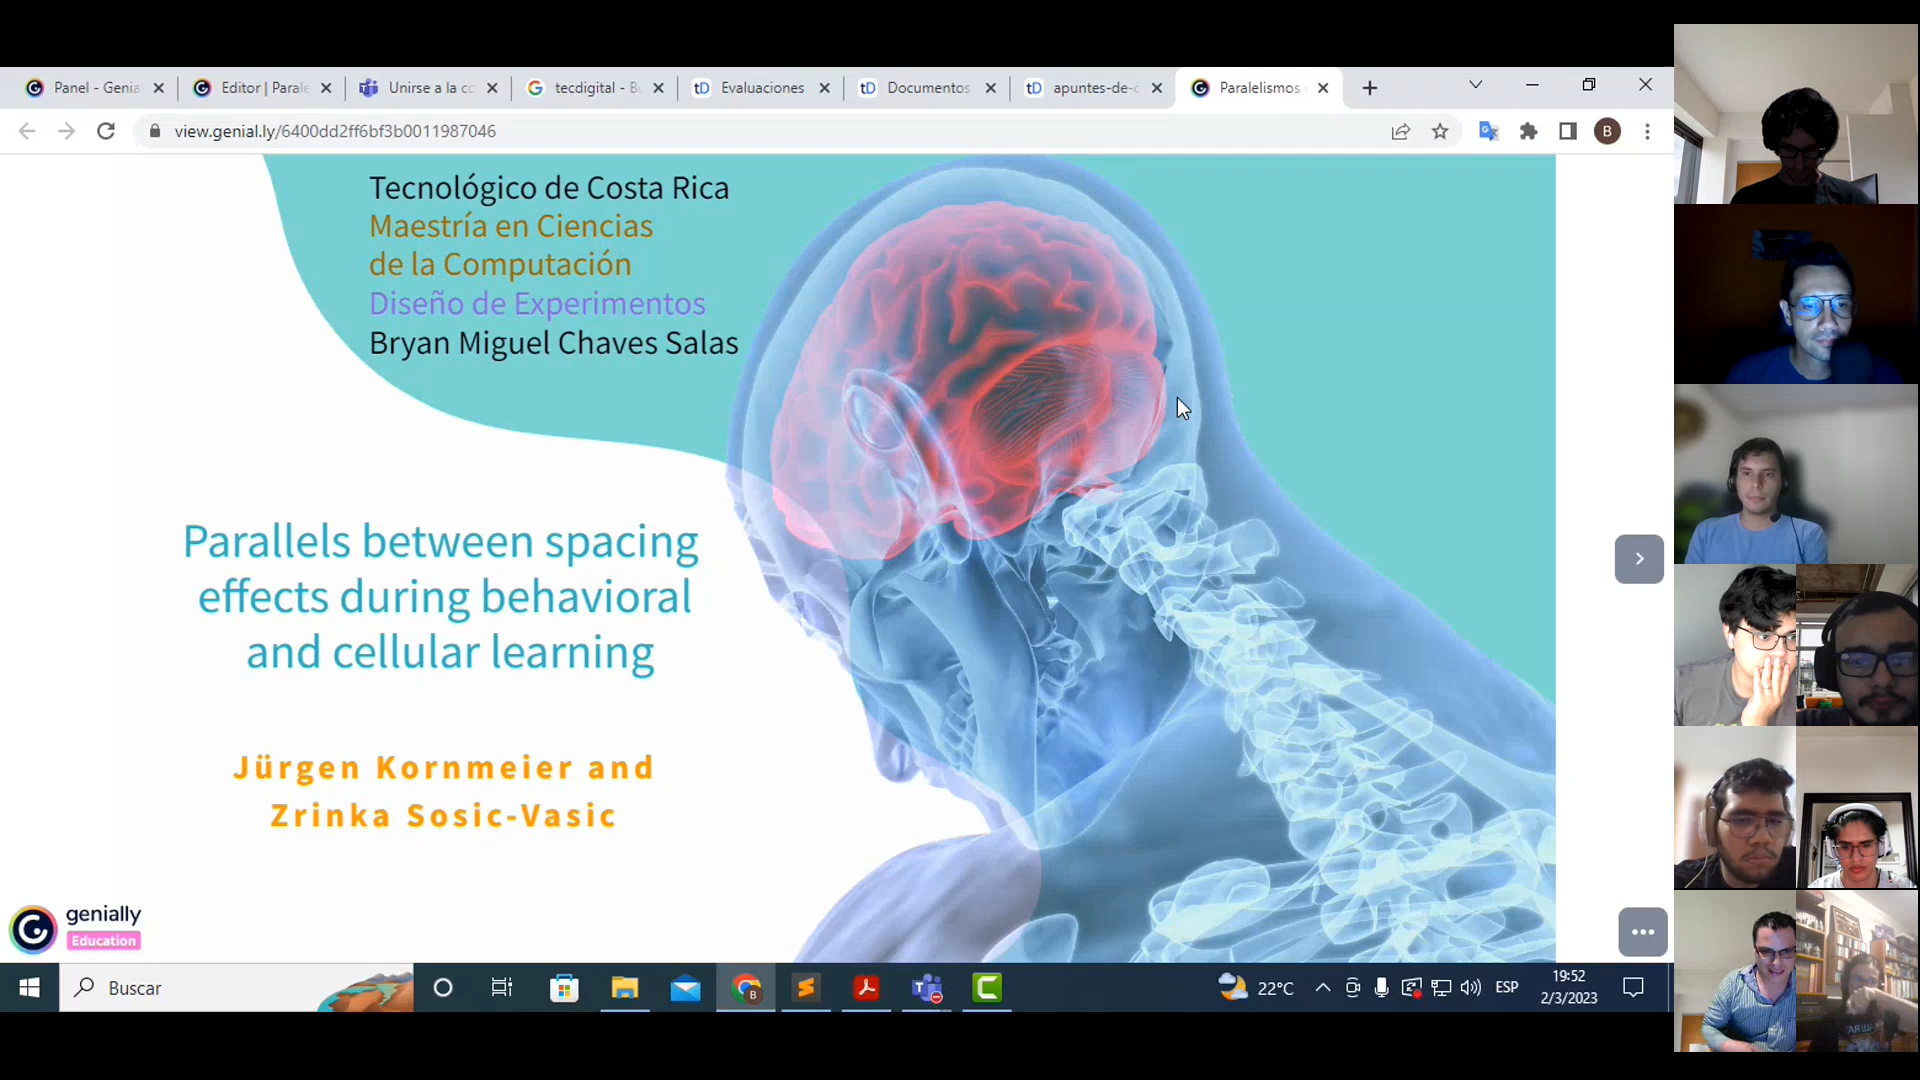 Panel - Genia
Editor | Parale
Unirse a la co
tecdigital - Bu
Evaluaciones
Documentos
apuntes-de-c
Paralelismos
view.genial.ly/6400dd2ff6bf3b0011987046
B
Tecnológico de Costa Rica
Maestría en Ciencias
de la Computación
Diseño de Experimentos
Bryan Miguel Chaves Salas
Parallels between spacing
effects during behavioral
and cellular learning
Jürgen Kornmeier and
Zrinka Sosic-Vasic
genially
Education
Buscar
22°C
ESP
19:52
2/3/2023